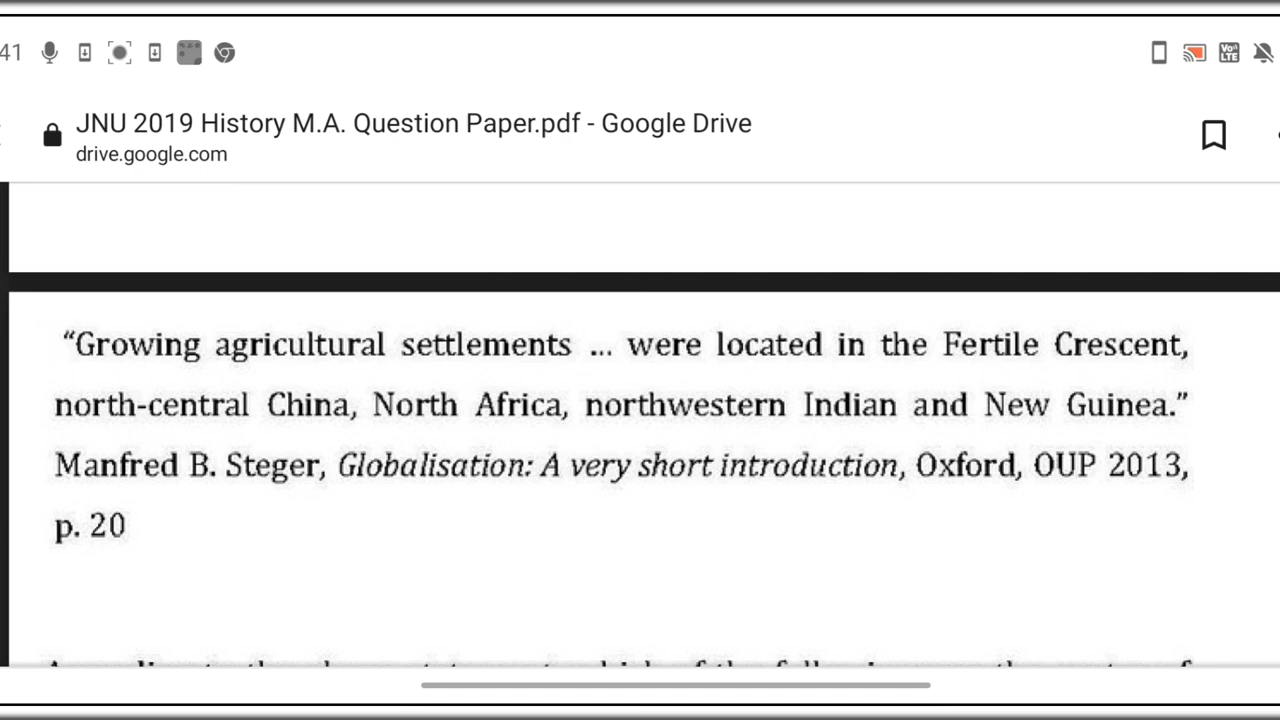 41
Vo LTE
JNU 2019 History M.A. Question Paper.pdf - Google Drive
drive.google.com
“Growing agricultural settlements ... were located in the Fertile Crescent,
north-central China, North Africa, northwestern Indian and New Guinea.”
Manfred B. Steger, Globalisation: A very short introduction, Oxford, OUP 2013,
p. 20